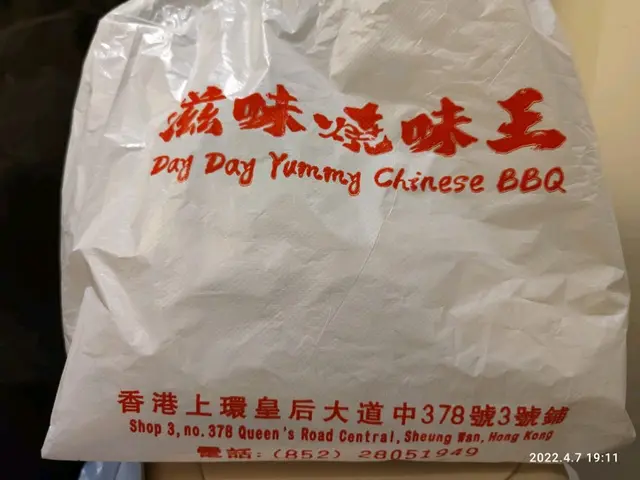 滋味燒味王
Day Day Yummy Chinese BBQ
香港上環皇后大道中378號3號鋪
Shop 3, no. 378 Queen's Road Central, Sheung Wan, Hong Kong
電話: (852) 28051949
2022.4.7 19:11